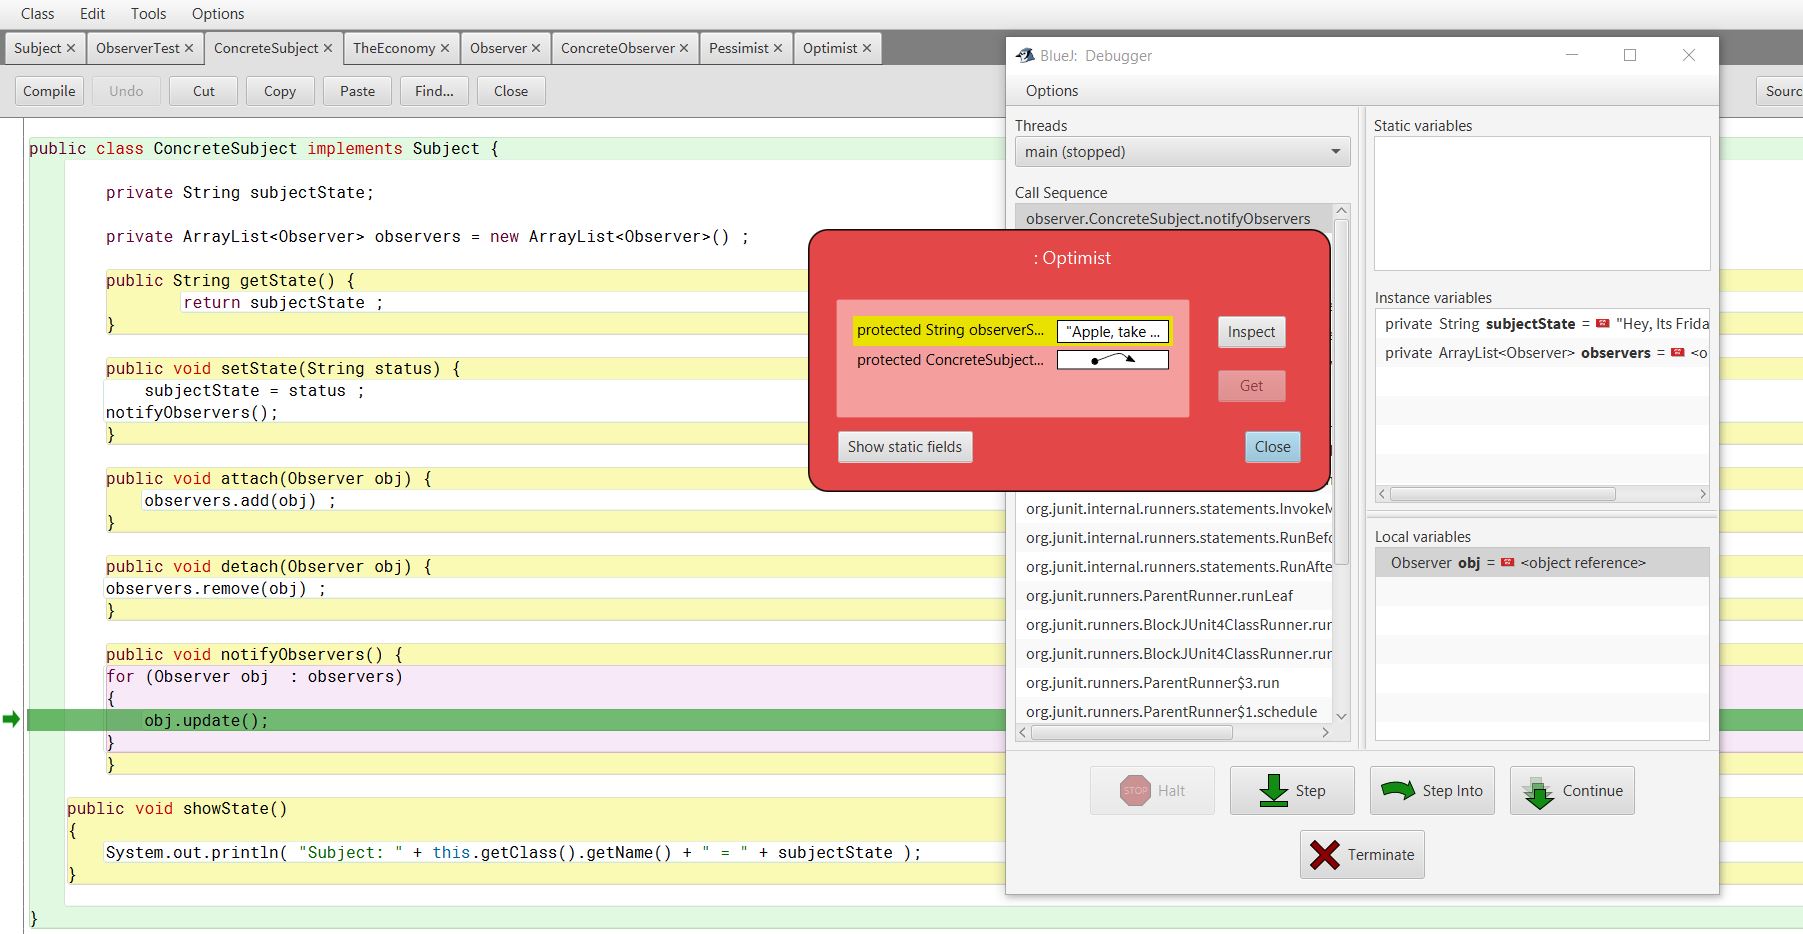 Class Edit Tools Options
Subject × ObserverTest × ConcreteSubject × TheEconomy × Observer × ConcreteObserver × Pessimist × Optimist ×
Compile Undo Cut Copy Paste Find... Close Sourc
public class ConcreteSubject implements Subject {
private String subjectState;
private ArrayList<Observer> observers = new ArrayList<Observer>() ;
public String getState() {
return subjectState ;
}
public void setState(String status) {
subjectState = status ;
notifyObservers();
}
public void attach(Observer obj) {
observers.add(obj) ;
}
public void detach(Observer obj) {
observers.remove(obj) ;
}
public void notifyObservers() {
for (Observer obj  : observers)
{
obj.update();
}
}
public void showState()
{
System.out.println( "Subject: " + this.getClass().getName() + " = " + subjectState );
}
}
BlueJ: Debugger
Options
Threads
main (stopped)
Call Sequence
observer.ConcreteSubject.notifyObservers
: Optimist
protected String observerS... "Apple, take ...
protected ConcreteSubject...
Inspect
Get
Show static fields
Close
org.junit.internal.runners.statements.InvokeM
org.junit.internal.runners.statements.RunBefo
org.junit.internal.runners.statements.RunAfte
org.junit.runners.ParentRunner.runLeaf
org.junit.runners.BlockJUnit4ClassRunner.rur
org.junit.runners.BlockJUnit4ClassRunner.rur
org.junit.runners.ParentRunner$3.run
org.junit.runners.ParentRunner$1.schedule
Static variables
Instance variables
private String subjectState = "Hey, Its Frida
private ArrayList<Observer> observers = <o
Local variables
Observer obj = <object reference>
STOP Halt
Step
Step Into
Continue
Terminate